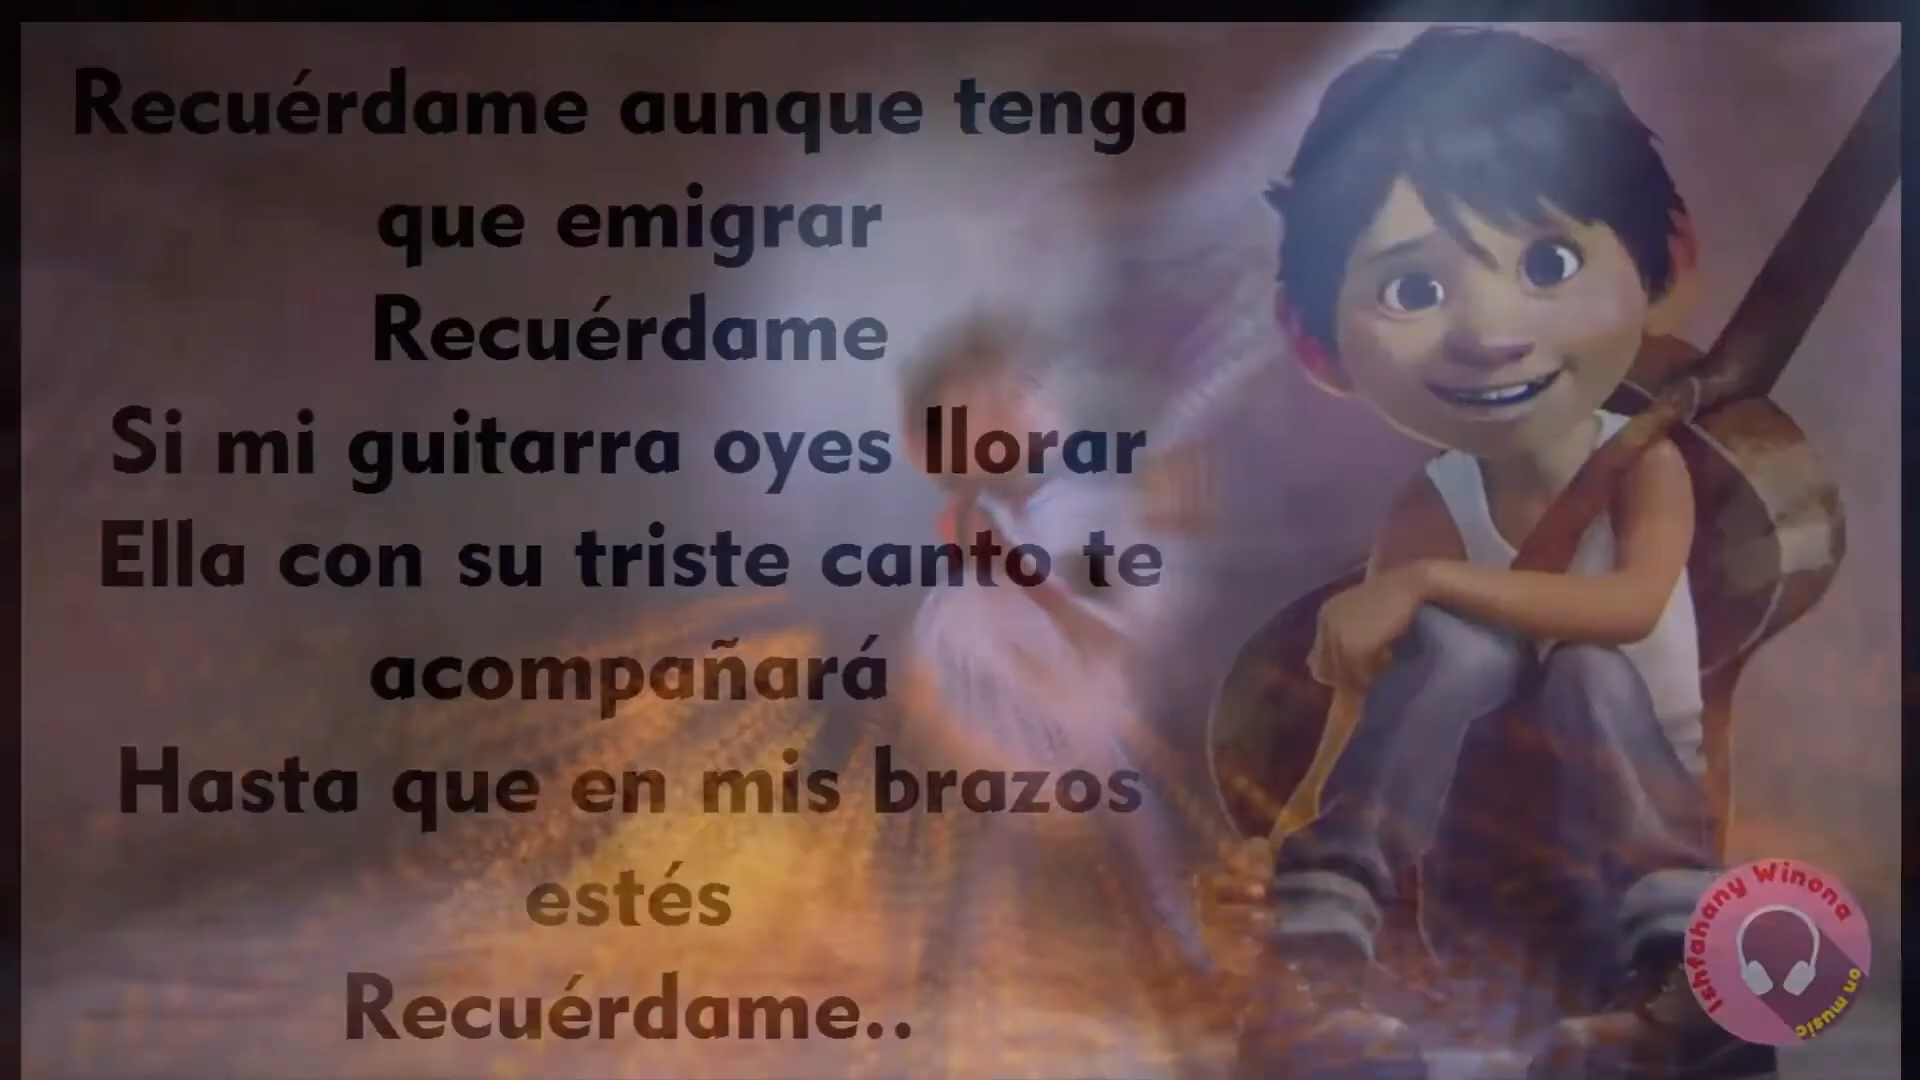 Recuérdame aunque tenga
que emigrar
Recuérdame
Si mi guitarra oyes llorar
Ella con su triste canto te
acompañará
Hasta que en mis brazos
estés
Recuérdame..
Ishfahany Winona
on music